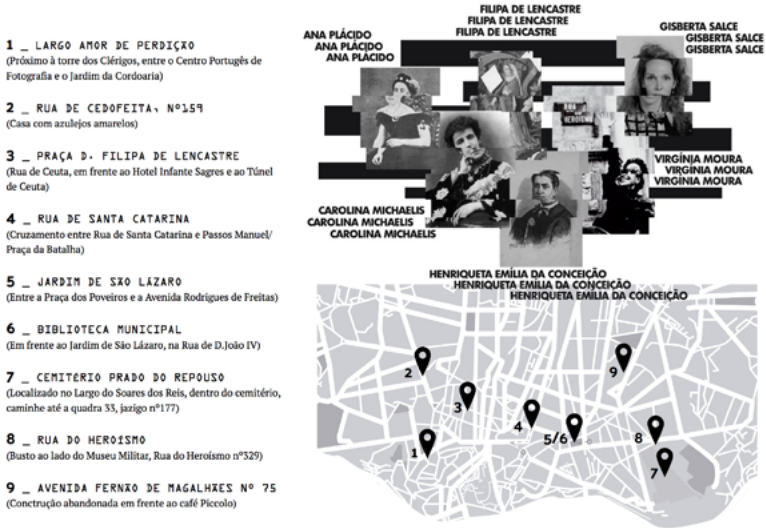 1 _ LARGO AMOR DE PERDIÇÃO
(Próximo à torre dos Clérigos, entre o Centro Portugês de
Fotografia e o Jardim da Cordoaria)
2 _ RUA DE CEDOFEITA, Nº159
(Casa com azulejos amarelos)
3 _ PRAÇA D. FILIPA DE LENCASTRE
(Rua de Ceuta, em frente ao Hotel Infante Sagres e ao Túnel
de Ceuta)
4 _ RUA DE SANTA CATARINA
(Cruzamento entre Rua de Santa Catarina e Passos Manuel/
Praça da Batalha)
5 _ JARDIM DE SÃO LÁZARO
(Entre a Praça dos Poveiros e a Avenida Rodrigues de Freitas)
6 _ BIBLIOTECA MUNICIPAL
(Em frente ao Jardim de São Lázaro, na Rua de D.João IV)
7 _ CEMITÉRIO PRADO DO REPOUSO
(Localizado no Largo do Soares dos Reis, dentro do cemitério,
caminhe até a quadra 33, jazigo nº177)
8 _ RUA DO HEROÍSMO
(Busto ao lado do Museu Militar, Rua do Heroísmo nº329)
9 _ AVENIDA FERNÃO DE MAGALHÃES Nº 75
(Conctrução abandonada em frente ao café Piccolo)
FILIPA DE LENCASTRE
FILIPA DE LENCASTRE
FILIPA DE LENCASTRE
ANA PLÁCIDO
ANA PLÁCIDO
ANA PLÁCIDO
GISBERTA SALCE
GISBERTA SALCE
GISBERTA SALCE
RUA
DO
HEROISMO
VIRGÍNIA MOURA
VIRGÍNIA MOURA
VIRGÍNIA MOURA
CAROLINA MICHAELIS
CAROLINA MICHAELIS
CAROLINA MICHAELIS
HENRIQUETA EMÍLIA DA CONCEIÇÃO
HENRIQUETA EMÍLIA DA CONCEIÇÃO
HENRIQUETA EMÍLIA DA CONCEIÇÃO
2
9
3
4
5/6
8
1
7